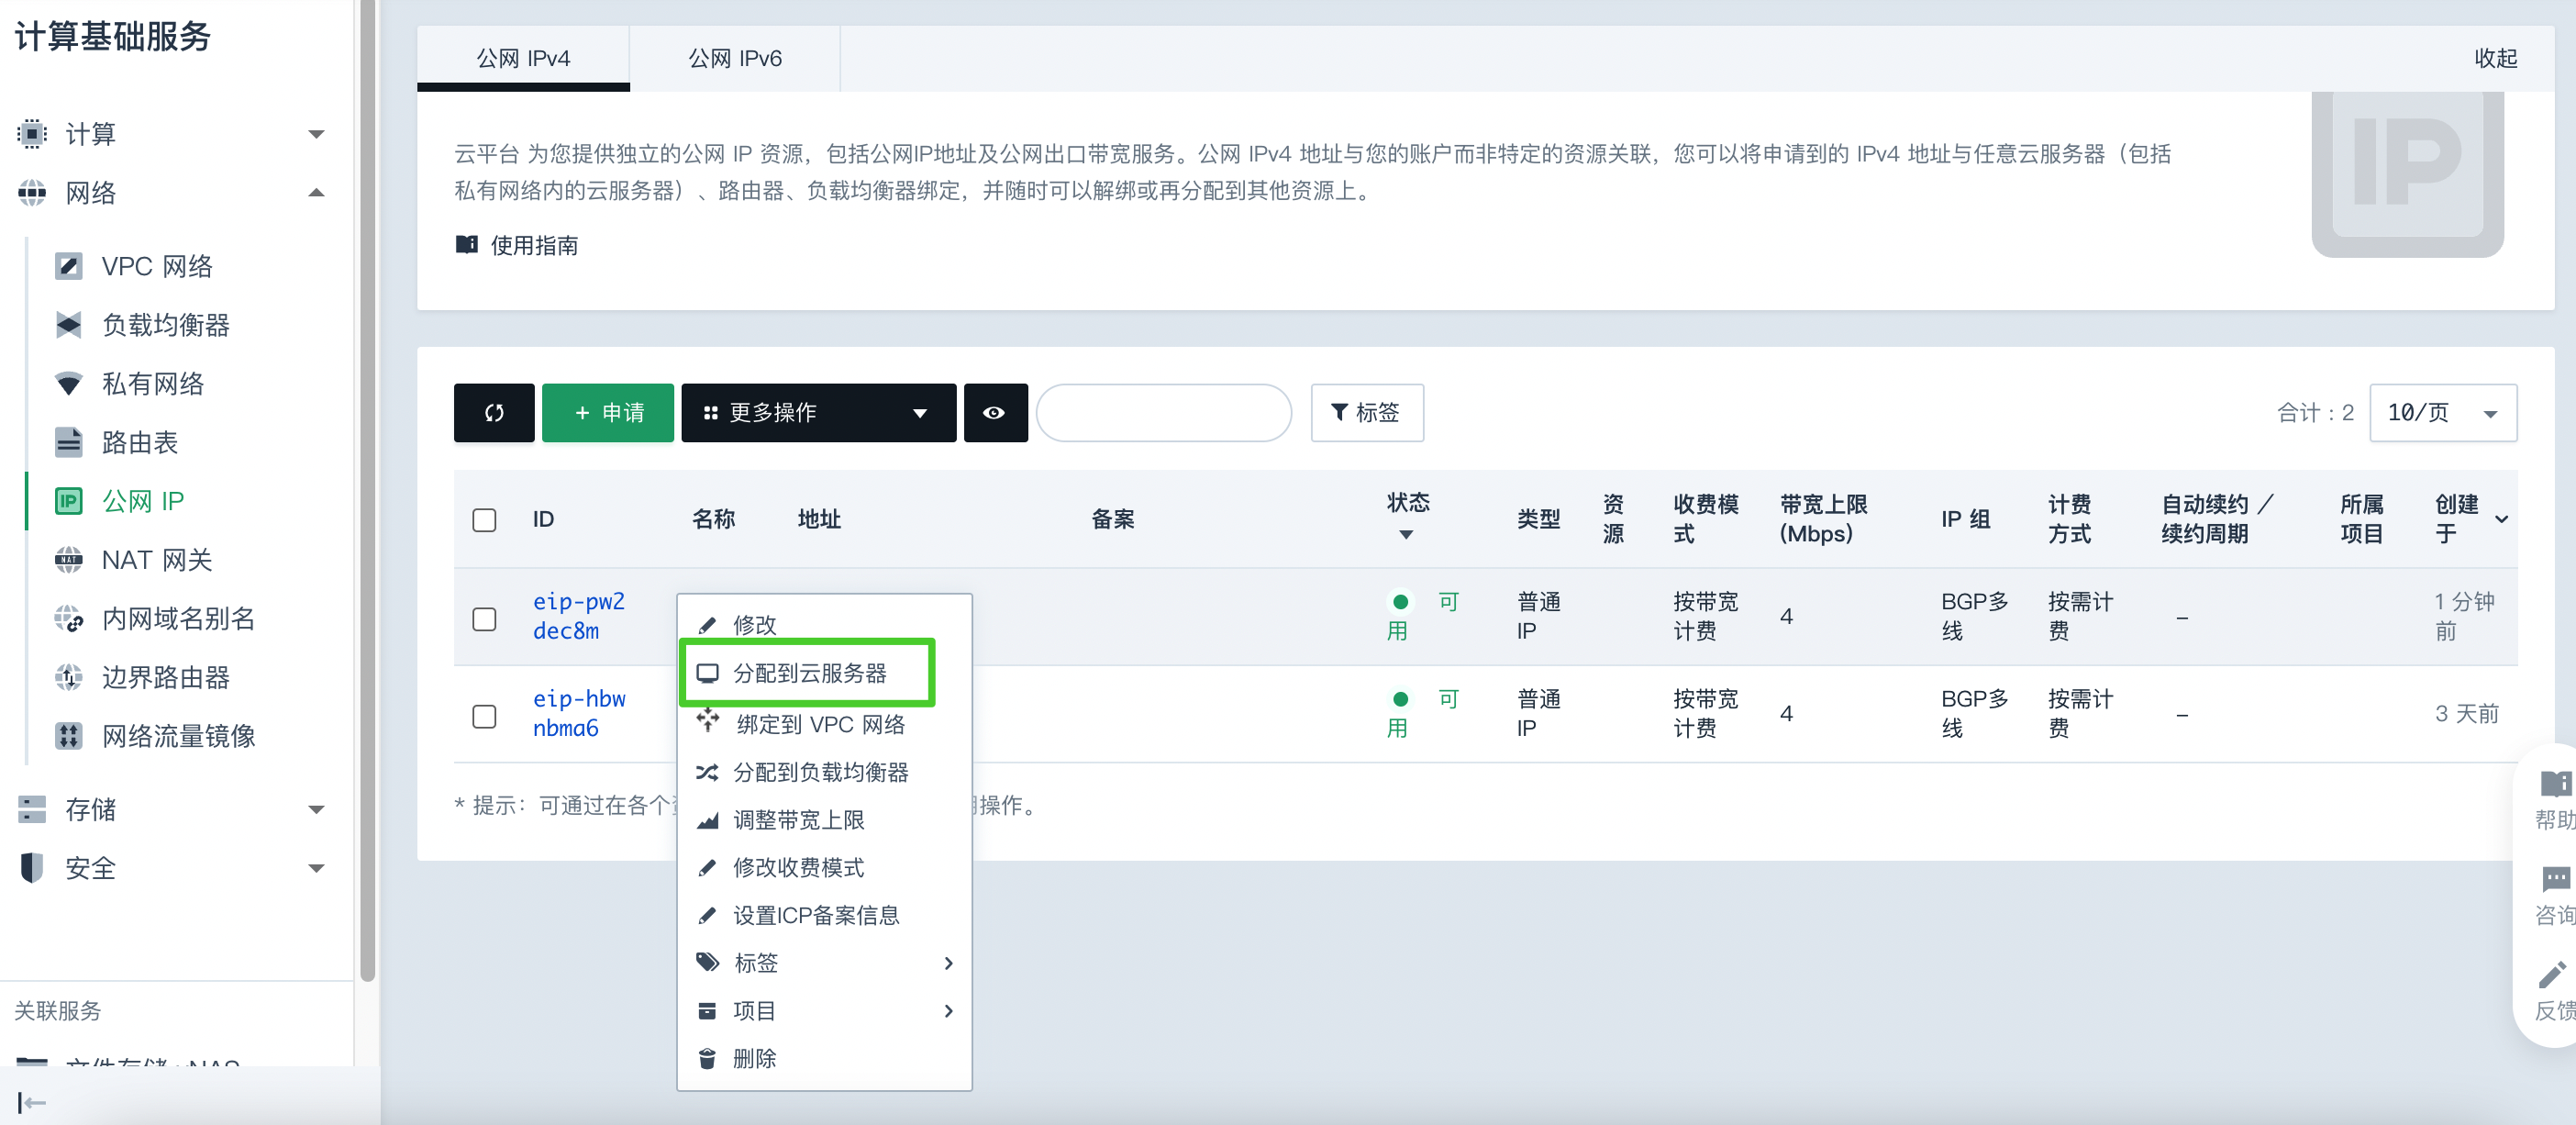 计算基础服务
计算
网络
VPC 网络
负载均衡器
私有网络
路由表
公网 IP
NAT 网关
内网域名别名
边界路由器
网络流量镜像
存储
安全
关联服务
公网 IPv4
公网 IPv6
收起
云平台 为您提供独立的公网 IP 资源，包括公网IP地址及公网出口带宽服务。公网 IPv4 地址与您的账户而非特定的资源关联，您可以将申请到的 IPv4 地址与任意云服务器（包括
私有网络内的云服务器）、路由器、负载均衡器绑定，并随时可以解绑或再分配到其他资源上。
使用指南
IP
+ 申请
更多操作
标签
合计：2
10/页
ID
名称
地址
备案
状态
类型
资
源
收费模
式
带宽上限
(Mbps)
IP 组
计费
方式
自动续约 ／
续约周期
所属
项目
创建
于
eip-pw2
dec8m
可
用
普通
IP
按带宽
计费
4
BGP多
线
按需计
费
–
1 分钟
前
eip-hbw
nbma6
可
用
普通
IP
按带宽
计费
4
BGP多
线
按需计
费
–
3 天前
* 提示：可通过在各个
操作。
修改
分配到云服务器
绑定到 VPC 网络
分配到负载均衡器
调整带宽上限
修改收费模式
设置ICP备案信息
标签
项目
删除
帮助
咨询
反馈